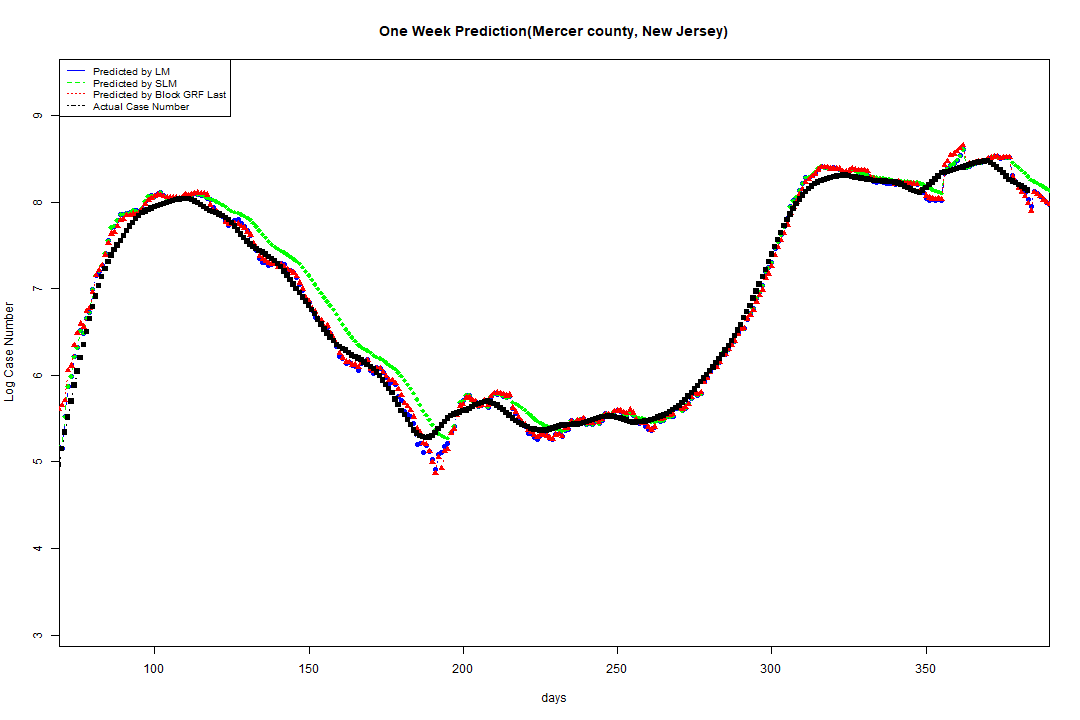 One Week Prediction(Mercer county, New Jersey)
Predicted by LM
Predicted by SLM
Predicted by Block GRF Last
Actual Case Number
9
8
7
6
5
4
3
Log Case Number
100 150 200 250 300 350
days